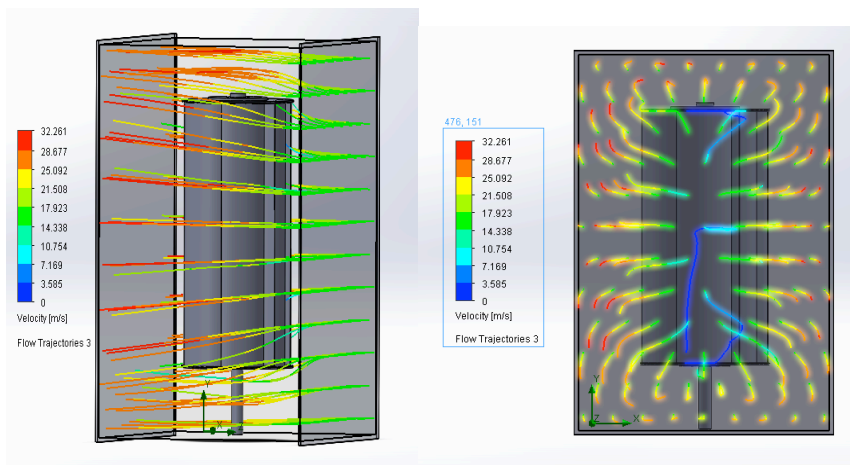 32.261
28.677
25.092
21.508
17.923
14.338
10.754
7.169
3.585
0
Velocity [m/s]
Flow Trajectories 3
Y
X
476, 151
32.261
28.677
25.092
21.508
17.923
14.338
10.754
7.169
3.585
0
Velocity [m/s]
Flow Trajectories 3
Y
Z
X